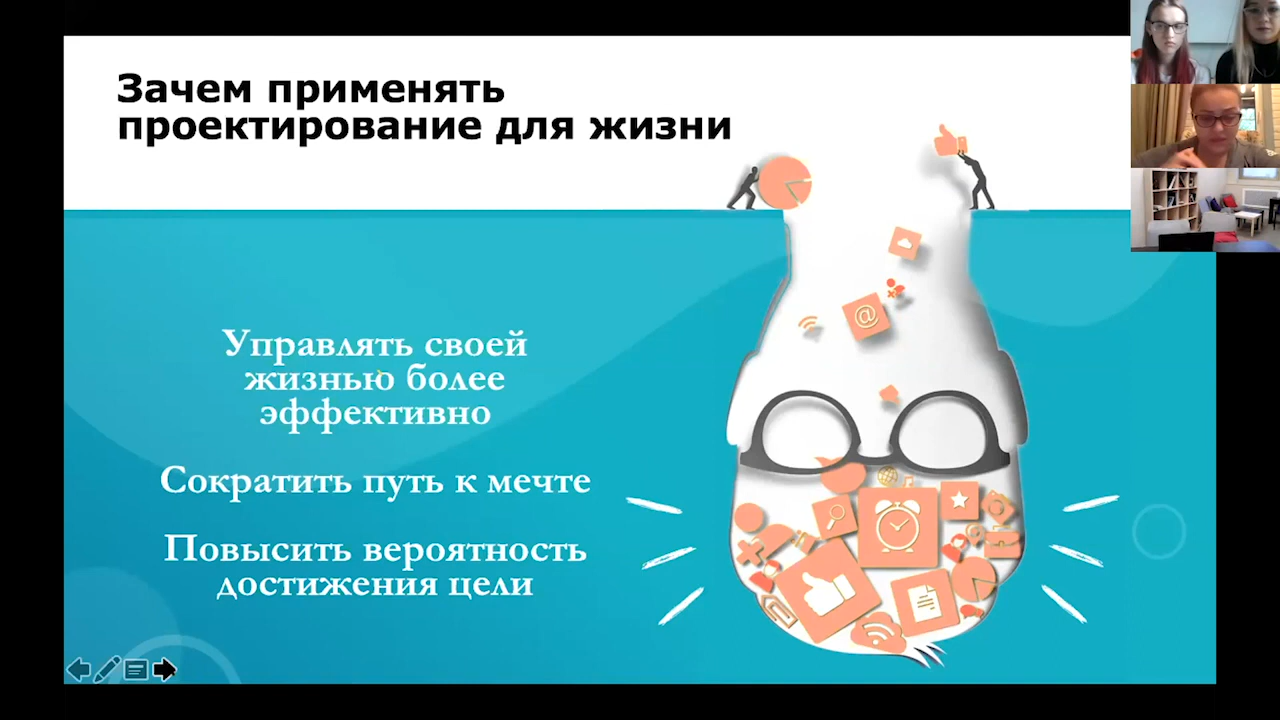 Зачем применять
проектирование для жизни
Управлять своей
жизнью более
эффективно
Сократить путь к мечте
Повысить вероятность
достижения цели
@